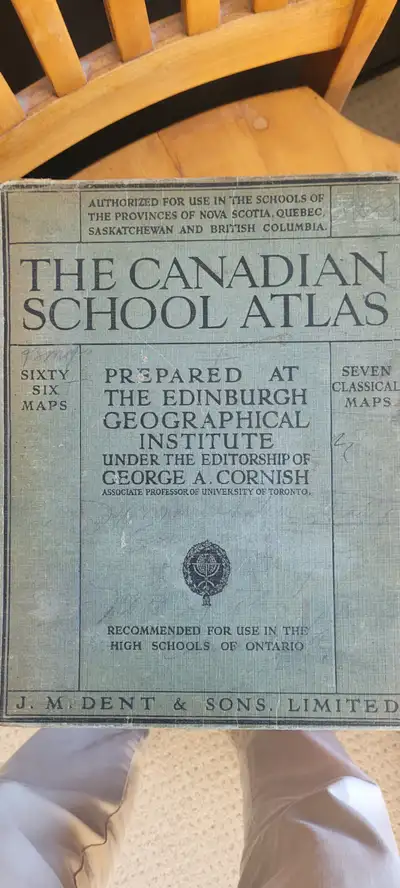 AUTHORIZED FOR USE IN THE SCHOOLS OF
THE PROVINCES OF NOVA SCOTIA, QUEBEC,
SASKATCHEWAN AND BRITISH COLUMBIA.
THE CANADIAN
SCHOOL ATLAS
SIXTY
SIX
MAPS
PREPARED AT
THE EDINBURGH
GEOGRAPHICAL
INSTITUTE
UNDER THE EDITORSHIP OF
GEORGE A. CORNISH
ASSOCIATE PROFESSOR OF UNIVERSITY OF TORONTO.
SEVEN
CLASSICAL
MAPS
RECOMMENDED FOR USE IN THE
HIGH SCHOOLS OF ONTARIO
J. M. DENT & SONS. LIMITED